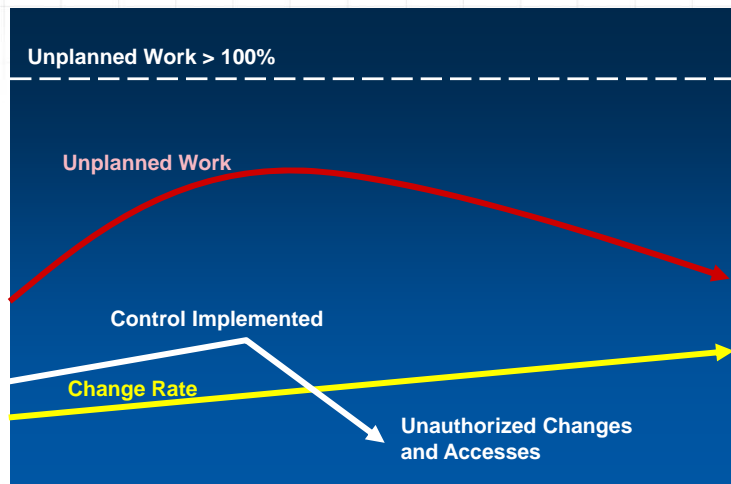 Unplanned Work > 100%
Unplanned Work
Control Implemented
Change Rate
Unauthorized Changes
and Accesses